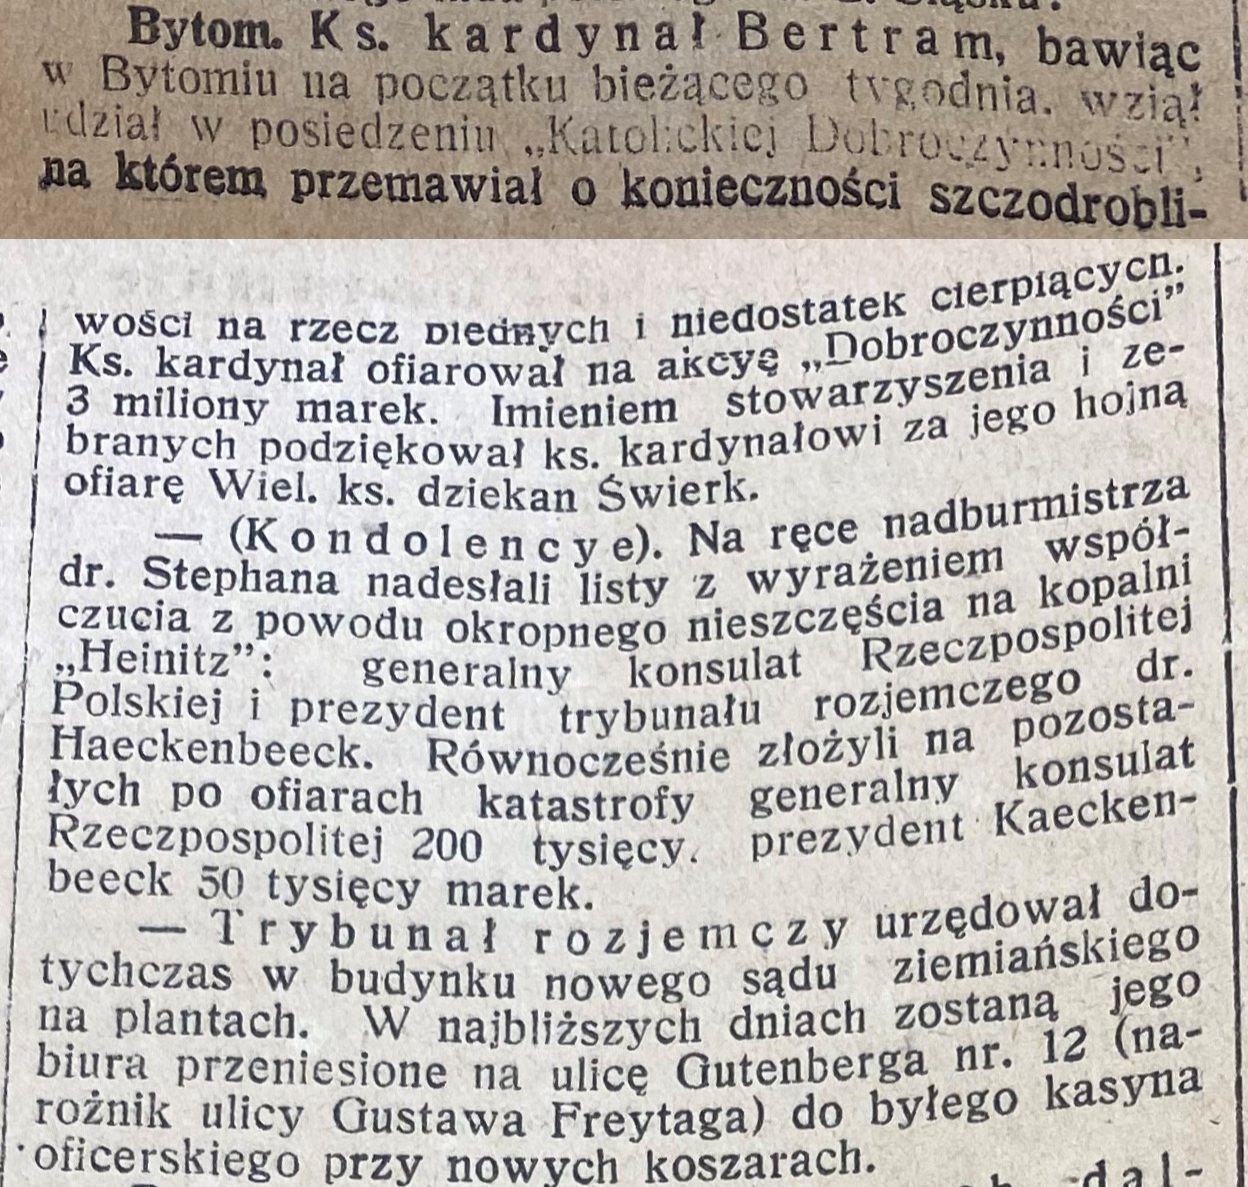 Bytom. Ks. kardynał Bertram, bawiąc
w Bytomiu na początku bieżącego tygodnia, wziął
udział w posiedzeniu „Katolickiej Dobroczynności”,
na którem przemawiał o konieczności szczodrobli-
wości na rzecz biednych i niedostatek cierpiących.
Ks. kardynał ofiarował na akcyę „Dobroczynności”
3 miliony marek. Imieniem stowarzyszenia i ze-
branych podziękował ks. kardynałowi za jego hojną
ofiarę Wiel. ks. dziekan Świerk.
— (Kondolencye). Na ręce nadburmistrza
dr. Stephana nadesłali listy z wyrażeniem współ-
czucia z powodu okropnego nieszczęścia na kopalni
„Heinitz”: generalny konsulat Rzeczpospolitej
Polskiej i prezydent trybunału rozjemczego dr.
Haeckenbeeck. Równocześnie złożyli na pozosta-
łych po ofiarach katastrofy generalny konsulat
Rzeczpospolitej 200 tysięcy, prezydent Kaecken-
beeck 50 tysięcy marek.
— Trybunał rozjemczy urzędował do-
tychczas w budynku nowego sądu ziemiańskiego
na plantach. W najbliższych dniach zostaną jego
biura przeniesione na ulicę Gutenberga nr. 12 (na-
rożnik ulicy Gustawa Freytaga) do byłego kasyna
oficerskiego przy nowych koszarach.